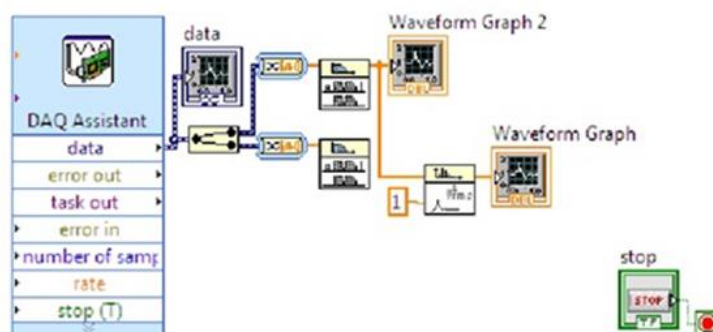 Waveform Graph 2
data
DAQ Assistant
data
error out
task out
error in
number of samp
rate
stop (T)
Waveform Graph
1
stop
STOP